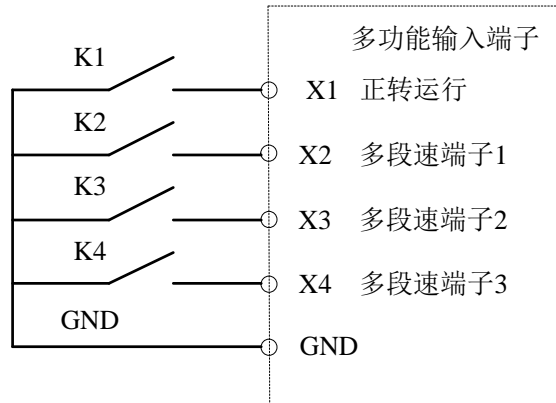 多功能输入端子
K1
X1 正转运行
K2
X2 多段速端子1
K3
X3 多段速端子2
K4
X4 多段速端子3
GND
GND